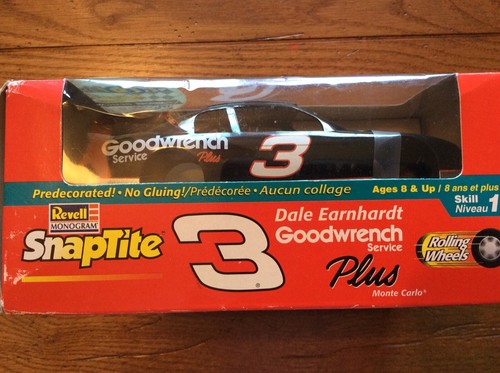 Goodwrench
Service Plus
3
Predecorated! • No Gluing!/Prédécorée • Aucun collage
Ages 8 & Up / 8 ans et plus
Skill
Niveau 1
Revell
MONOGRAM
SnapTite
3
Dale Earnhardt
Goodwrench
Service
Plus
Monte Carlo®
Rolling
Wheels